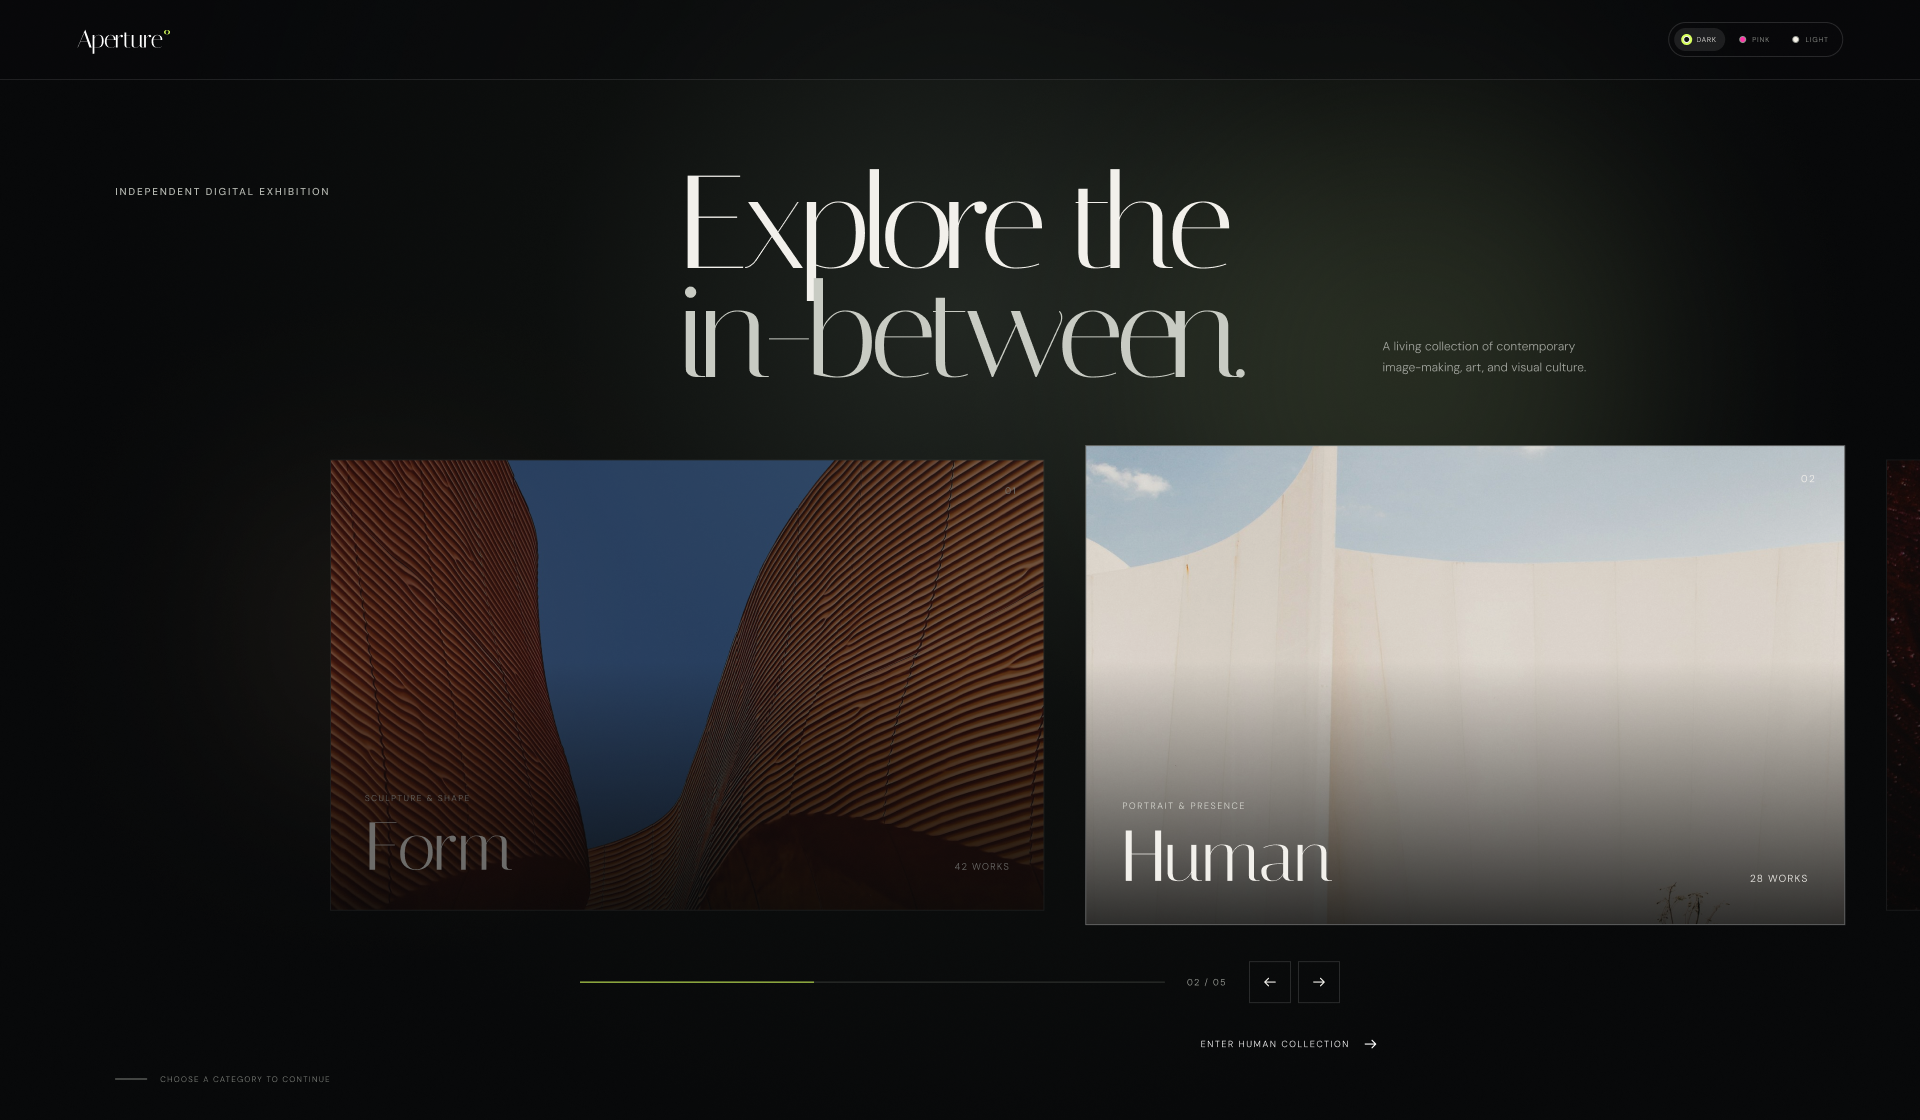 Aperture°
DARK
PINK
LIGHT
INDEPENDENT DIGITAL EXHIBITION
Explore the
in-between.
A living collection of contemporary
image-making, art, and visual culture.
01
SCULPTURE & SHAPE
Form
42 WORKS
02
PORTRAIT & PRESENCE
Human
28 WORKS
02 / 05
ENTER HUMAN COLLECTION
CHOOSE A CATEGORY TO CONTINUE